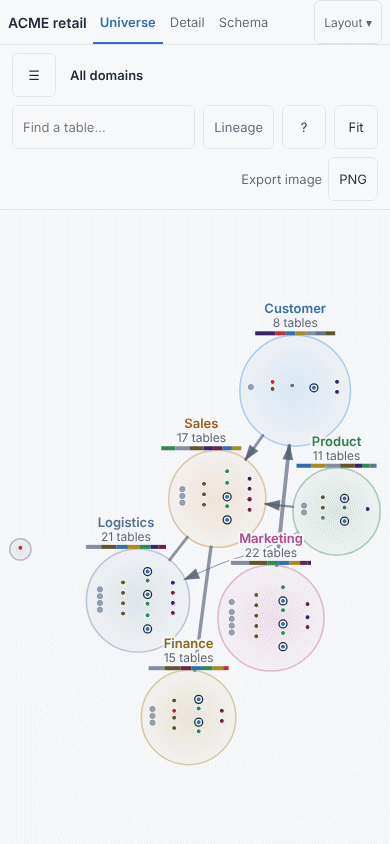 ACME retail Universe Detail Schema Layout ▾
☰ All domains
Find a table... Lineage ? Fit
Export image PNG
Customer
8 tables
Sales
17 tables
Product
11 tables
Logistics
21 tables
Marketing
22 tables
Finance
15 tables